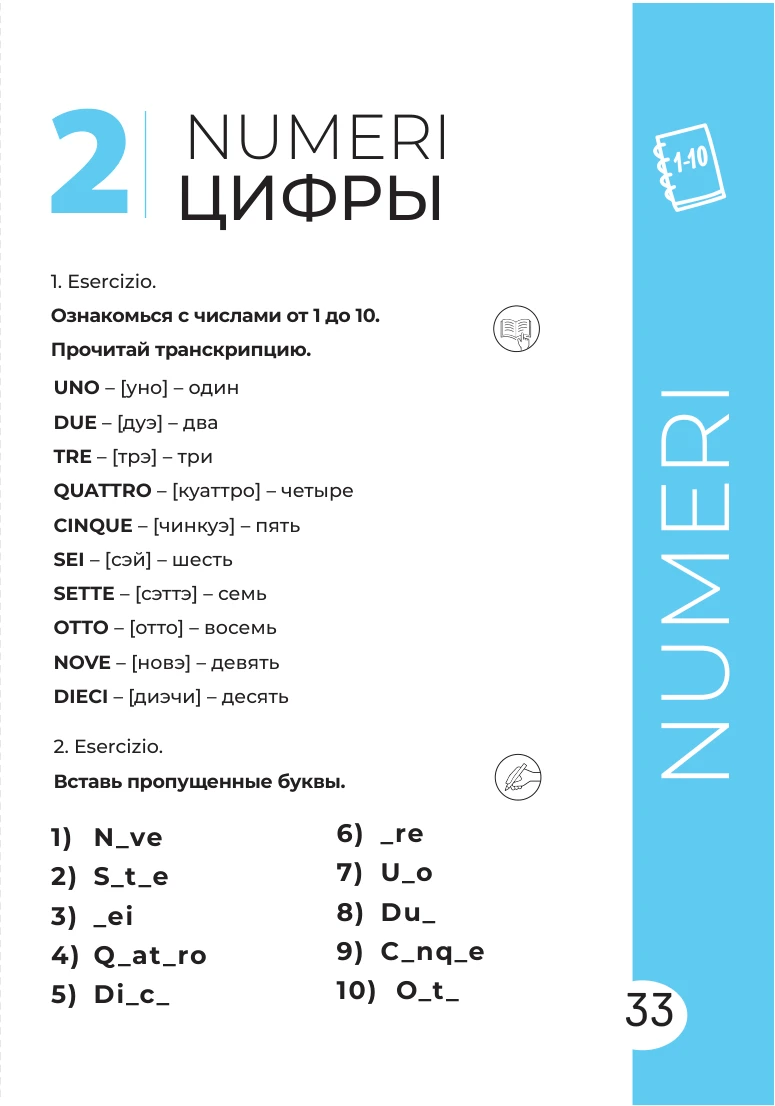 2
NUMERI
ЦИФРЫ
1-10
1. Esercizio.
Ознакомься с числами от 1 до 10.
Прочитай транскрипцию.
UNO – [уно] – один
DUE – [дуэ] – два
TRE – [трэ] – три
QUATTRO – [куаттро] – четыре
CINQUE – [чинкуэ] – пять
SEI – [сэй] – шесть
SETTE – [сэттэ] – семь
OTTO – [отто] – восемь
NOVE – [новэ] – девять
DIECI – [диэчи] – десять
NUMERI
2. Esercizio.
Вставь пропущенные буквы.
1) N_ve
2) S_t_e
3) _ei
4) Q_at_ro
5) Di_c_
6) _re
7) U_o
8) Du_
9) C_nq_e
10) O_t_
33